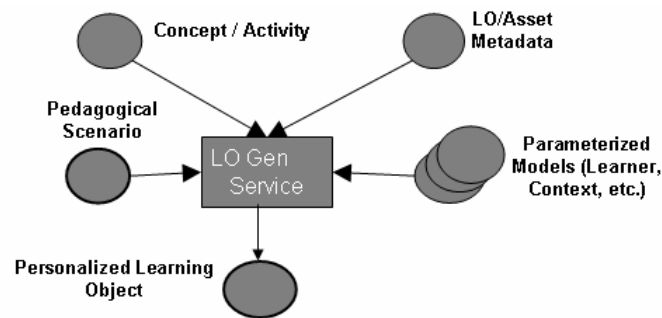 Concept / Activity
LO/Asset
Metadata
Pedagogical
Scenario
LO Gen
Service
Parameterized
Models (Learner,
Context, etc.)
Personalized Learning
Object